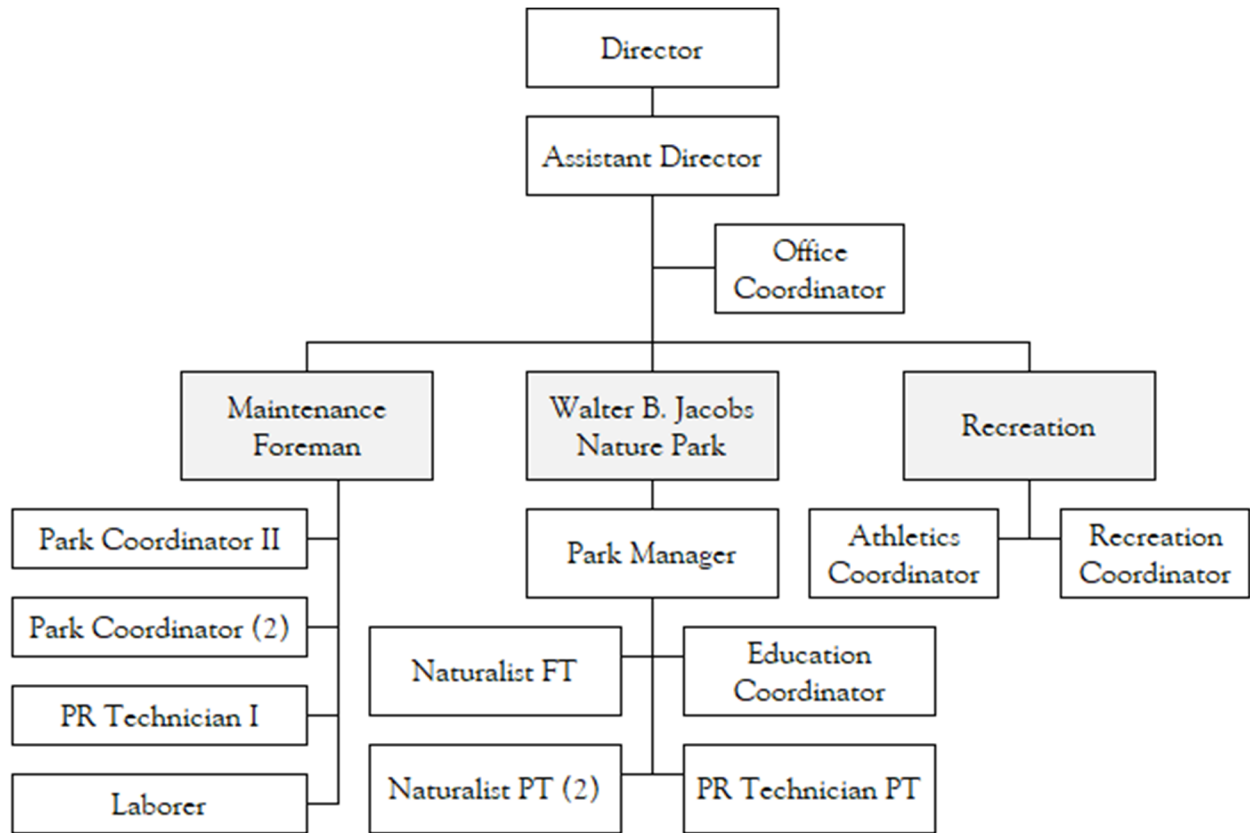 Director
Assistant Director
Office
Coordinator
Maintenance
Foreman
Walter B. Jacobs
Nature Park
Recreation
Park Coordinator II
Park Coordinator (2)
PR Technician I
Laborer
Park Manager
Naturalist FT
Education
Coordinator
Naturalist PT (2)
PR Technician PT
Athletics
Coordinator
Recreation
Coordinator